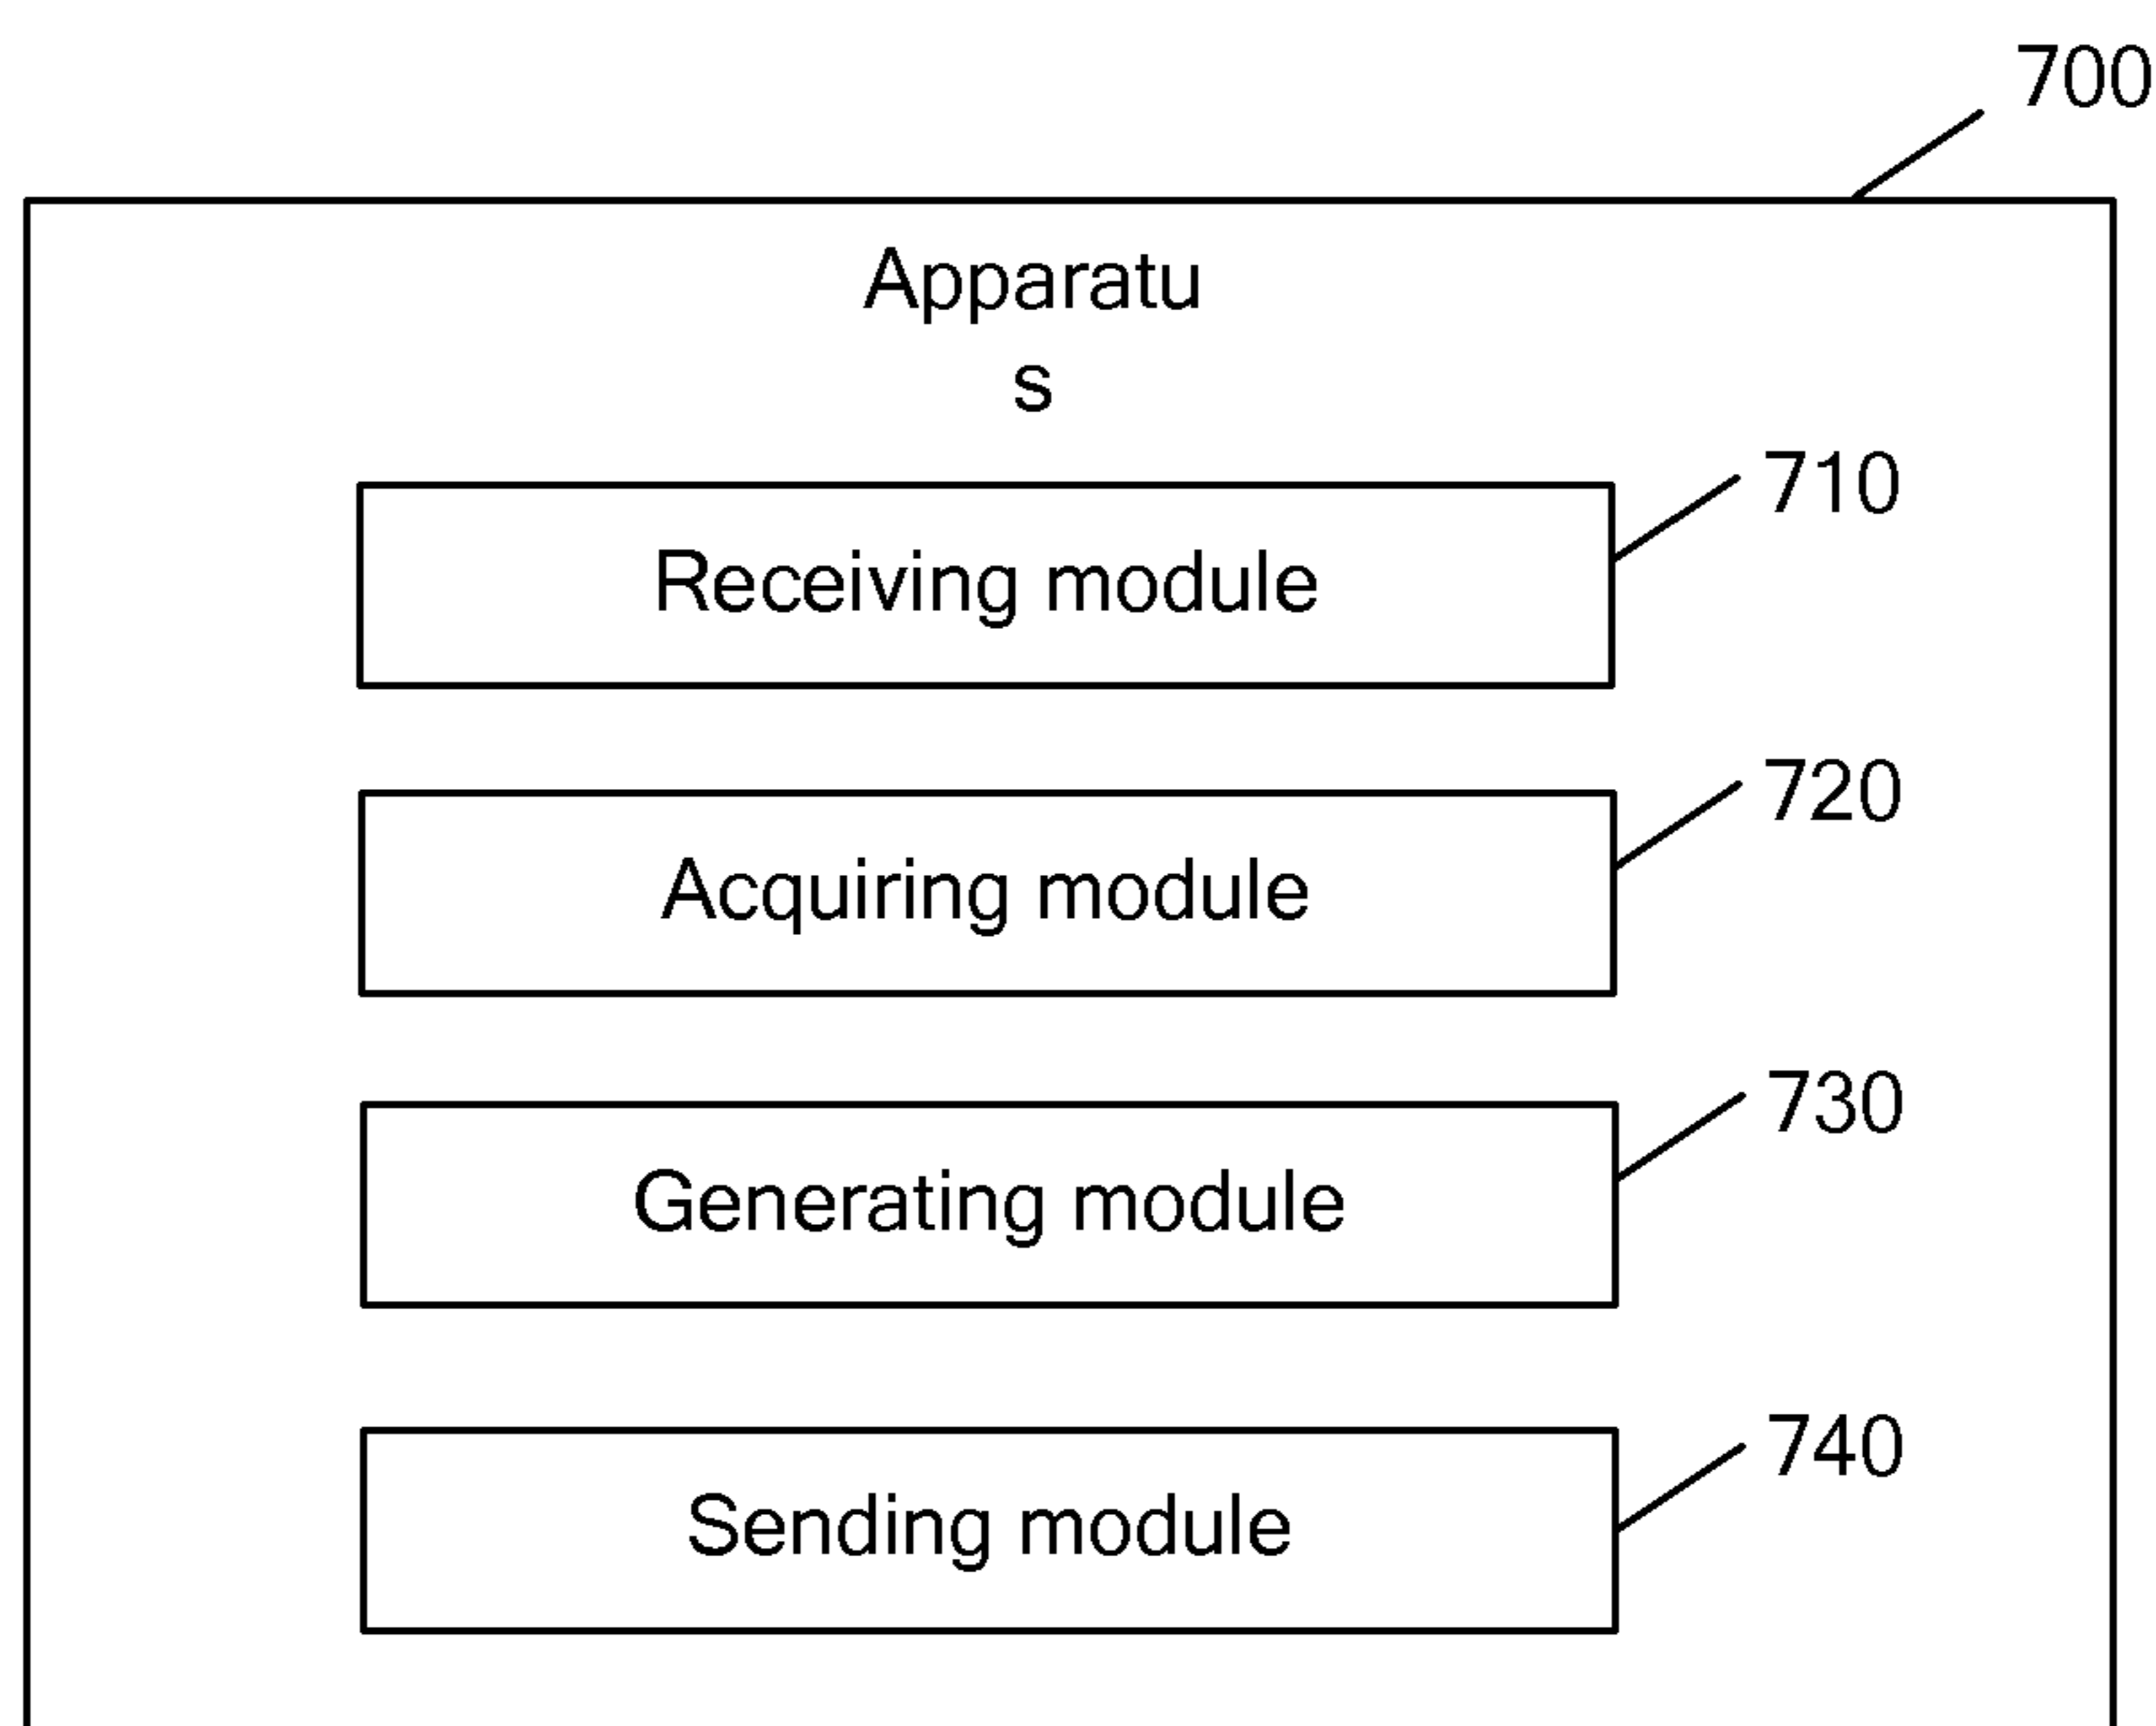 700
Apparatu
s
710
Receiving module
720
Acquiring module
730
Generating module
740
Sending module